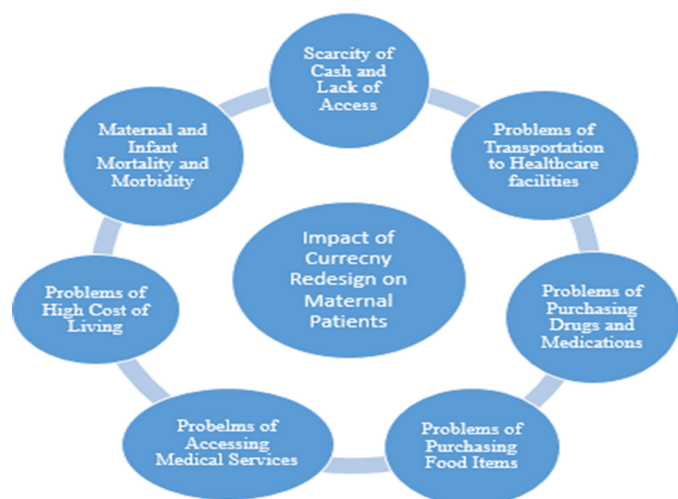 Scarcity of
Cash and
Lack of
Access
Problems of
Transportation
to Healthcare
facilities
Problems of
Purchasing
Drugs and
Medications
Problems of
Purchasing
Food Items
Probelms of
Accessing
Medical Services
Problems of
High Cost of
Living
Maternal and
Infant
Mortality and
Morbidity
Impact of
Currecny
Redesign on
Maternal
Patients